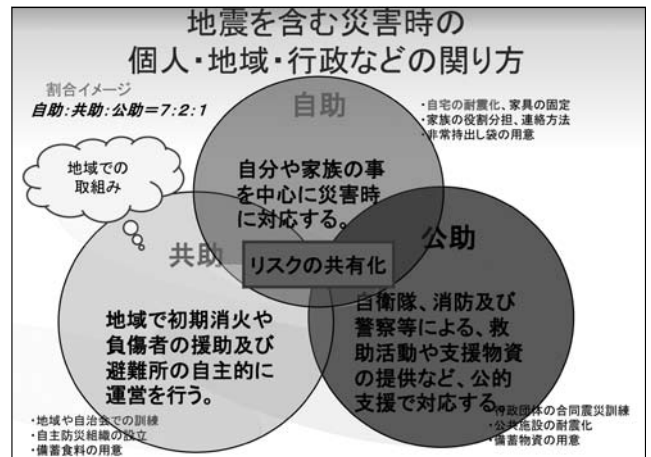 地震を含む災害時の
個人・地域・行政などの関り方
割合イメージ
自助：共助：公助＝7：2：1
自助
・自宅の耐震化、家具の固定
・家族の役割分担、連絡方法
・非常持出し袋の用意
地域での
取組み
自分や家族の事
を中心に災害時
に対応する。
共助
リスクの共有化
公助
地域で初期消火や
負傷者の援助及び
避難所の自主的に
運営を行う。
自衛隊、消防及び
警察等による、救
助活動や支援物資
の提供など、公的
支援で対応する。
・地域や自治会での訓練
・自主防災組織の設立
・備蓄食料の用意
・行政団体の合同震災訓練
・公共施設の耐震化
・備蓄物資の用意